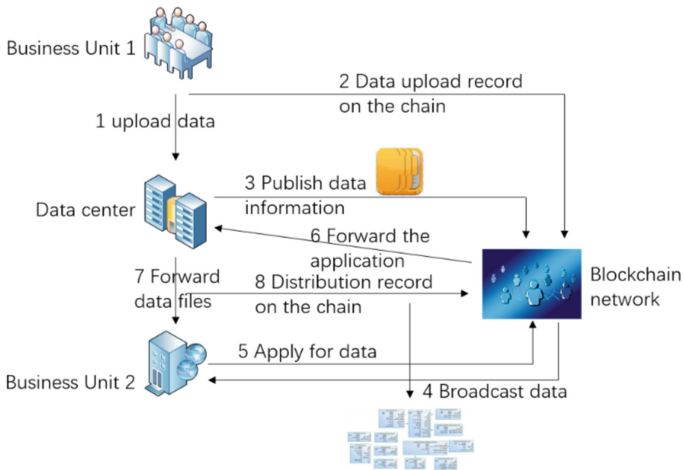 Business Unit 1
2 Data upload record
on the chain
1 upload data
3 Publish data
information
Data center
6 Forward the
application
7 Forward
data files
8 Distribution record
on the chain
Blockchain
network
5 Apply for data
Business Unit 2
4 Broadcast data